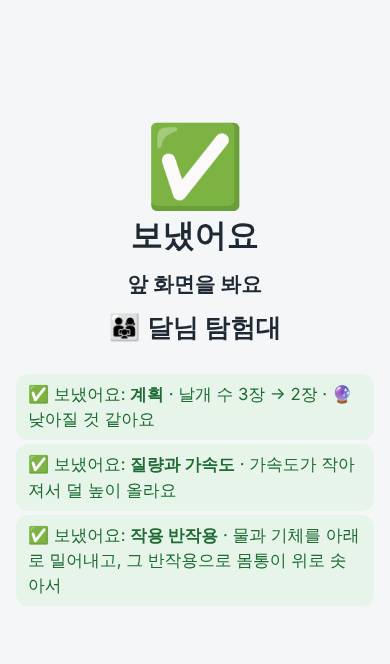 ✅
보냈어요
앞 화면을 봐요
👨‍👩‍👧 달님 탐험대
✅ 보냈어요: 계획 · 날개 수 3장 → 2장 · 🔮
낮아질 것 같아요
✅ 보냈어요: 질량과 가속도 · 가속도가 작아
져서 덜 높이 올라요
✅ 보냈어요: 작용 반작용 · 물과 기체를 아래
로 밀어내고, 그 반작용으로 몸통이 위로 솟
아서